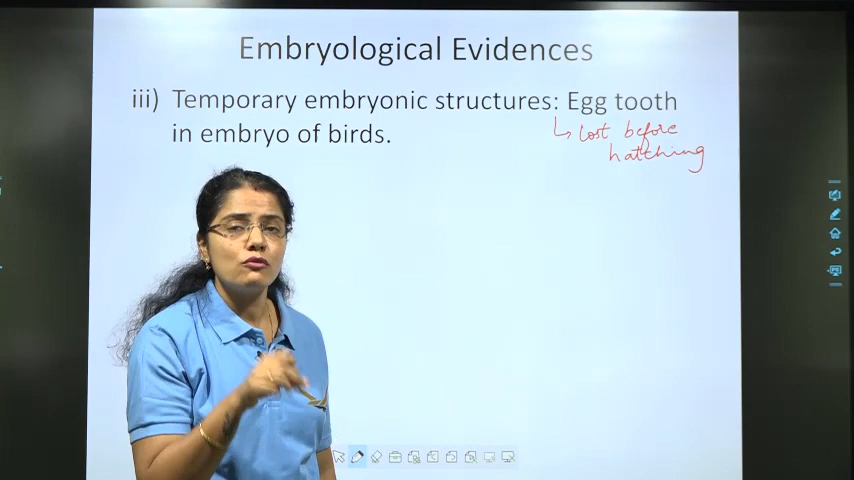 Embryological Evidences
iii) Temporary embryonic structures: Egg tooth
in embryo of birds.
↳ lost before
hatching